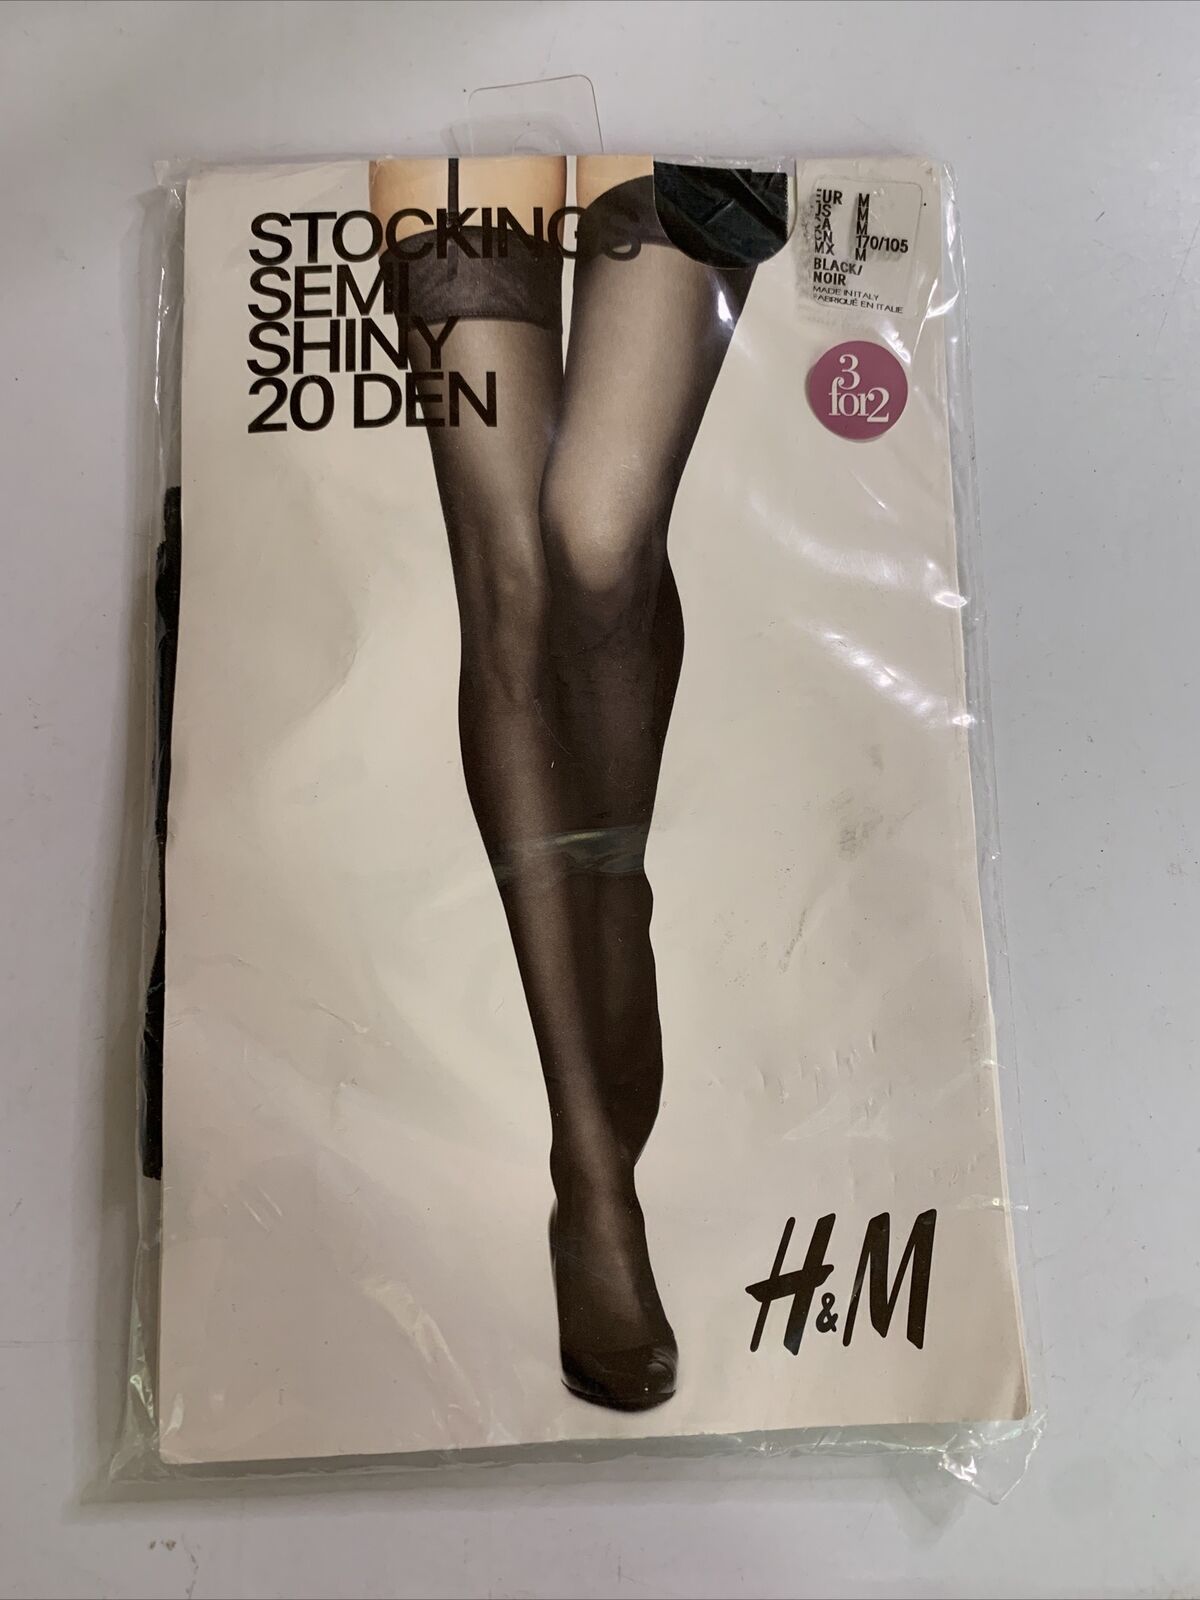 STOCKINGS
SEMI
SHINY
20 DEN
EUR M
US M
CA M
CN 170/105
MX M
BLACK/
NOIR
MADE IN ITALY
FABRIQUÉ EN ITALIE
3
for2
H&M